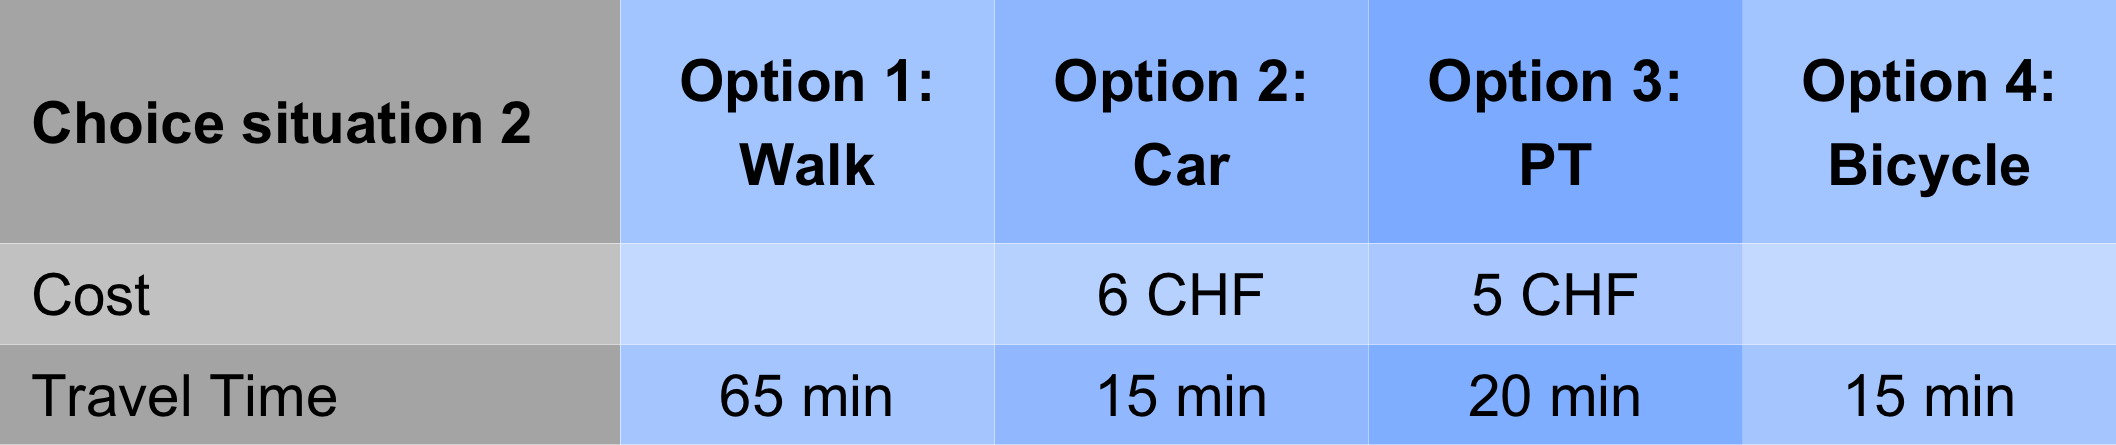 Choice situation 2
Option 1:
Walk
Option 2:
Car
Option 3:
PT
Option 4:
Bicycle
Cost
6 CHF
5 CHF
Travel Time
65 min
15 min
20 min
15 min